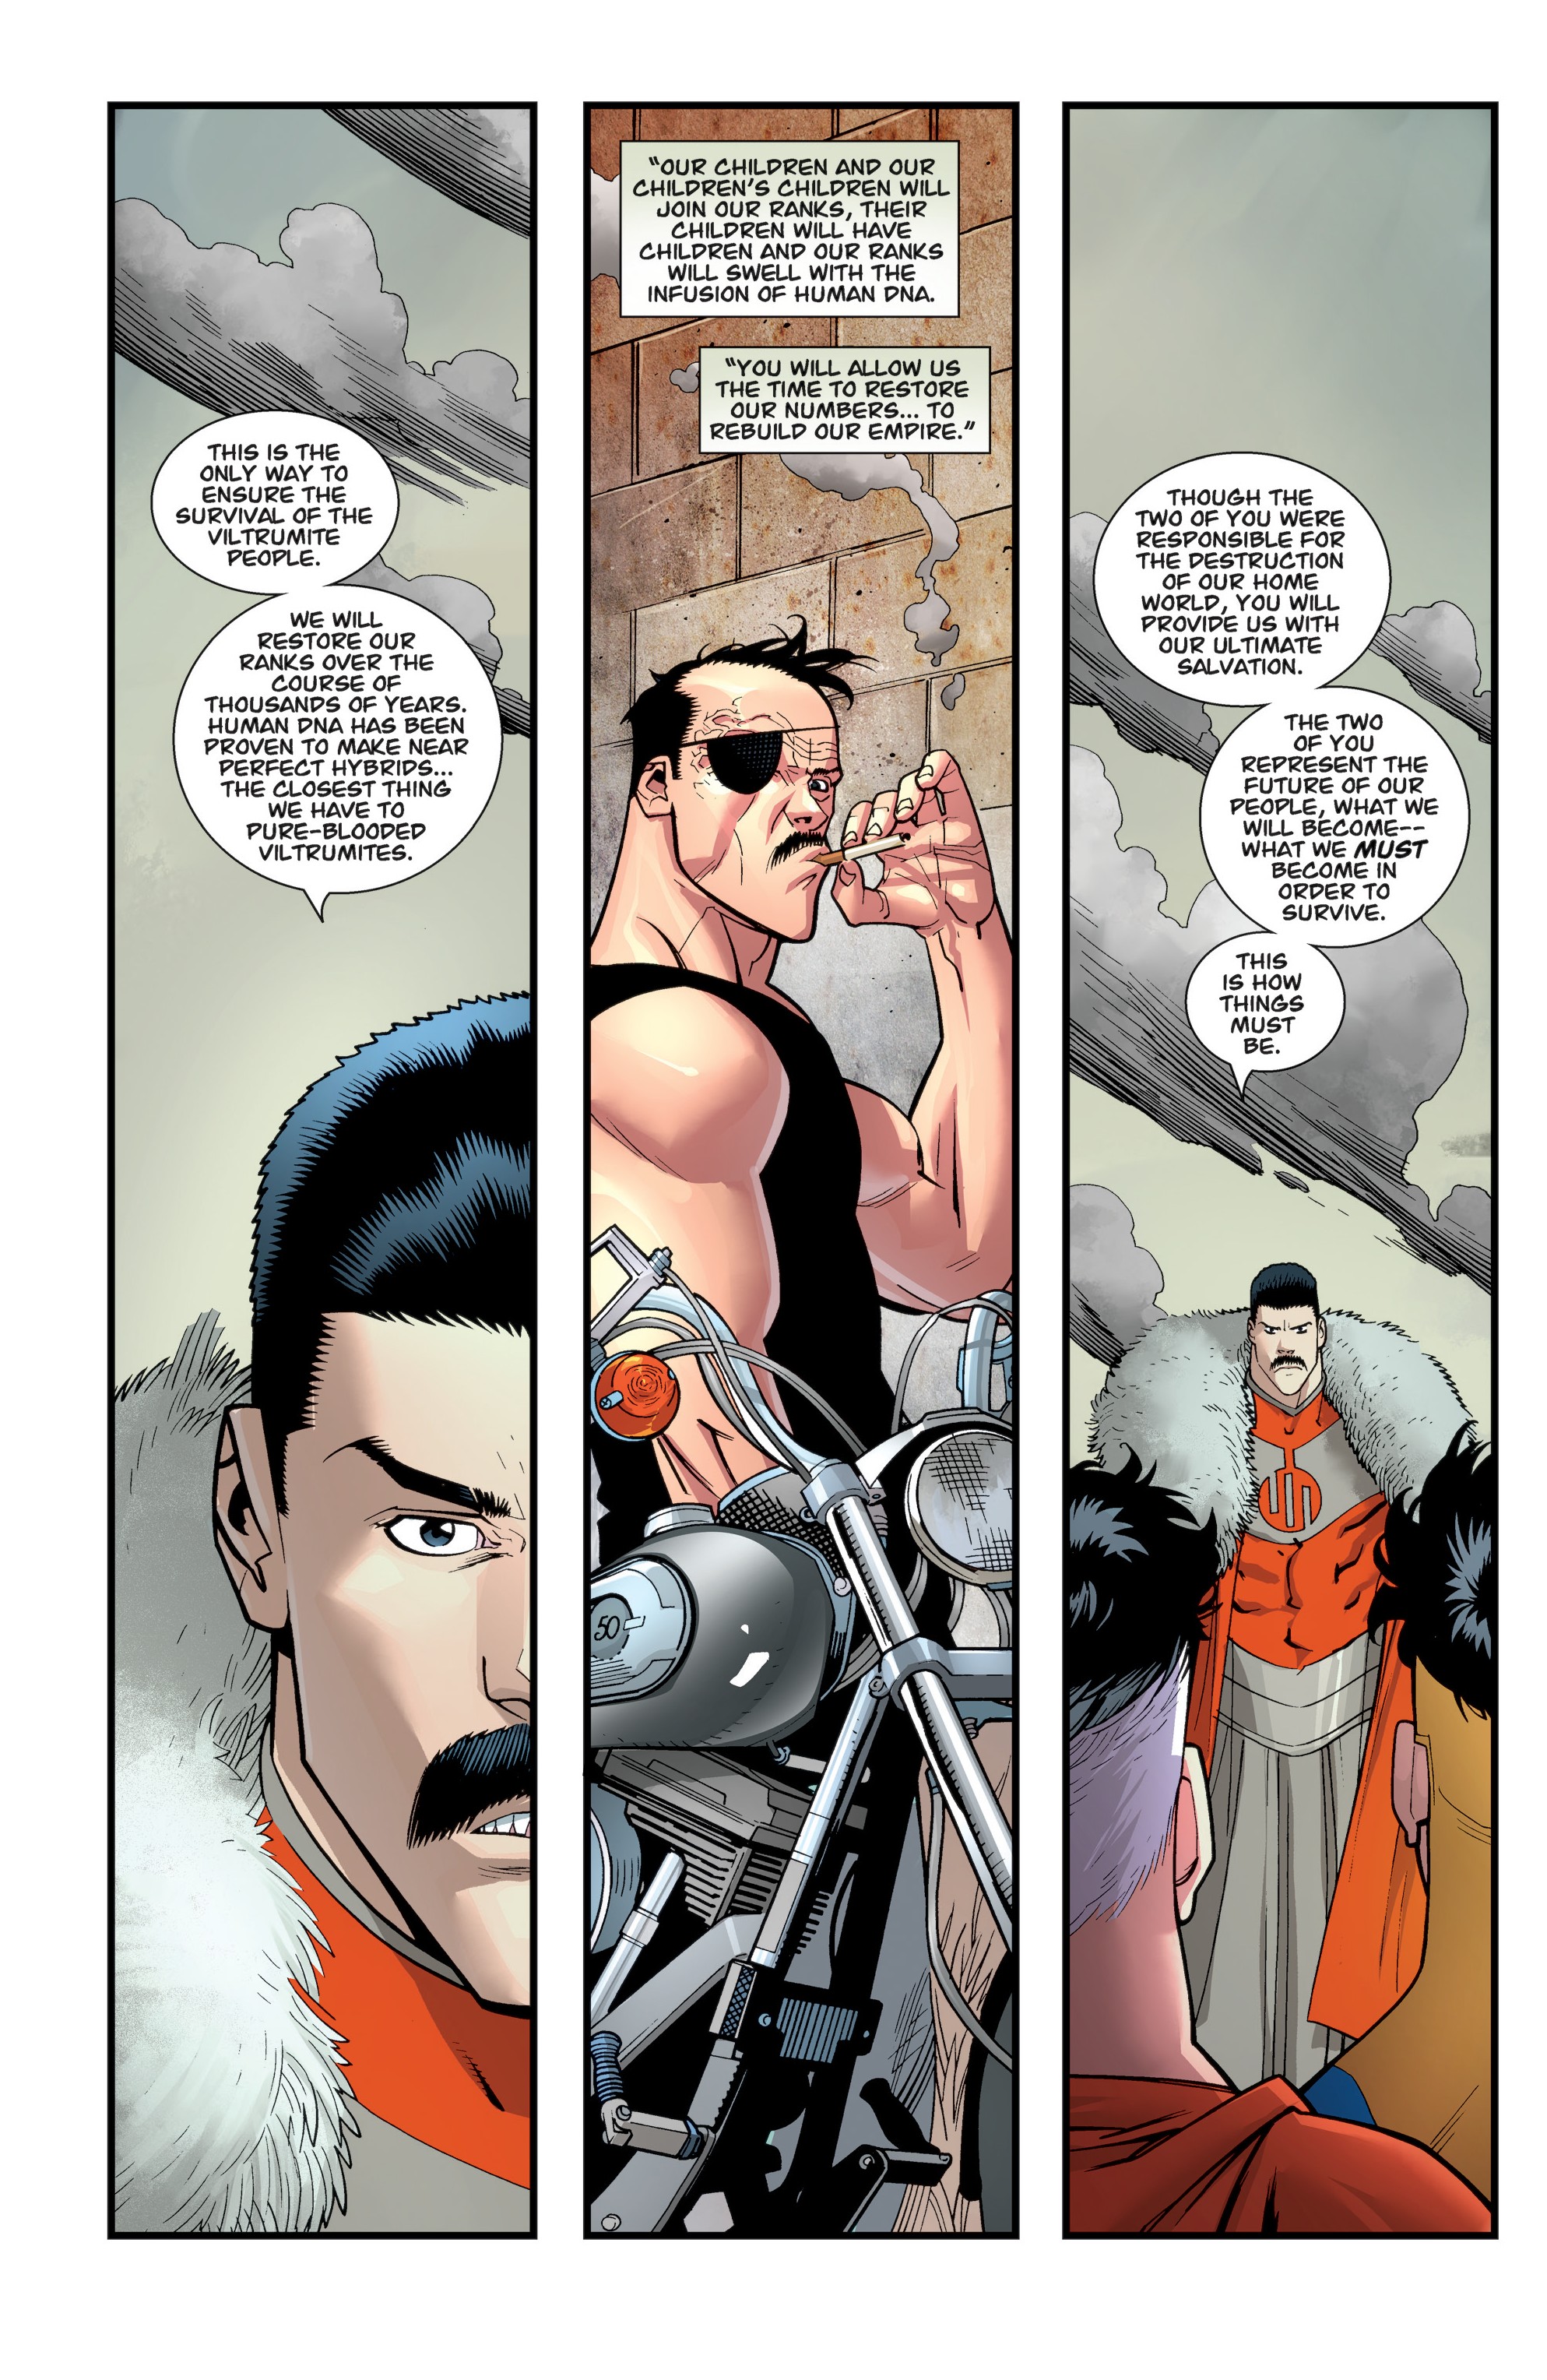 THIS IS THE
ONLY WAY TO
ENSURE THE
SURVIVAL OF THE
VILTRUMITE
PEOPLE.
WE WILL
RESTORE OUR
RANKS OVER THE
COURSE OF
THOUSANDS OF YEARS.
HUMAN DNA HAS BEEN
PROVEN TO MAKE NEAR
PERFECT HYBRIDS...
THE CLOSEST THING
WE HAVE TO
PURE-BLOODED
VILTRUMITES.
"OUR CHILDREN AND OUR
CHILDREN'S CHILDREN WILL
JOIN OUR RANKS, THEIR
CHILDREN WILL HAVE
CHILDREN AND OUR RANKS
WILL SWELL WITH THE
INFUSION OF HUMAN DNA.
"YOU WILL ALLOW US
THE TIME TO RESTORE
OUR NUMBERS... TO
REBUILD OUR EMPIRE."
50
THOUGH THE
TWO OF YOU WERE
RESPONSIBLE FOR
THE DESTRUCTION
OF OUR HOME
WORLD, YOU WILL
PROVIDE US WITH
OUR ULTIMATE
SALVATION.
THE TWO
OF YOU
REPRESENT THE
FUTURE OF OUR
PEOPLE, WHAT WE
WILL BECOME--
WHAT WE MUST
BECOME IN
ORDER TO
SURVIVE.
THIS
IS HOW
THINGS
MUST
BE.